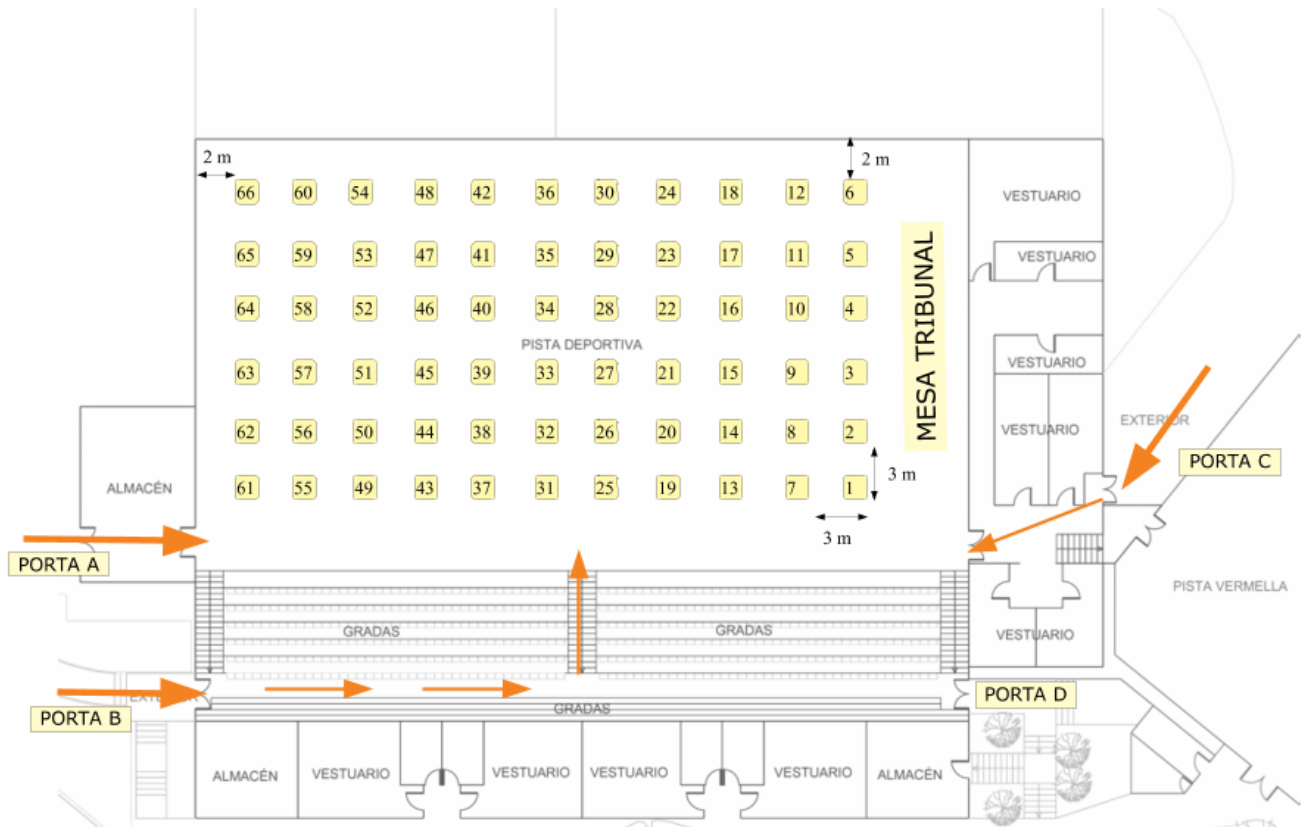 2 m
2 m
66 60 54 48 42 36 30 24 18 12 6
VESTUARIO
65 59 53 47 41 35 29 23 17 11 5
VESTUARIO
MESA TRIBUNAL
64 58 52 46 40 34 28 22 16 10 4
PISTA DEPORTIVA
VESTUARIO
63 57 51 45 39 33 27 21 15 9 3
EXTERIOR
62 56 50 44 38 32 26 20 14 8 2
VESTUARIO
PORTA C
3 m
ALMACÉN
61 55 49 43 37 31 25 19 13 7 1
3 m
PORTA A
PISTA VERMELLA
GRADAS
GRADAS
VESTUARIO
EXTERIOR
PORTA D
GRADAS
PORTA B
ALMACÉN
VESTUARIO
VESTUARIO
VESTUARIO
VESTUARIO
ALMACÉN